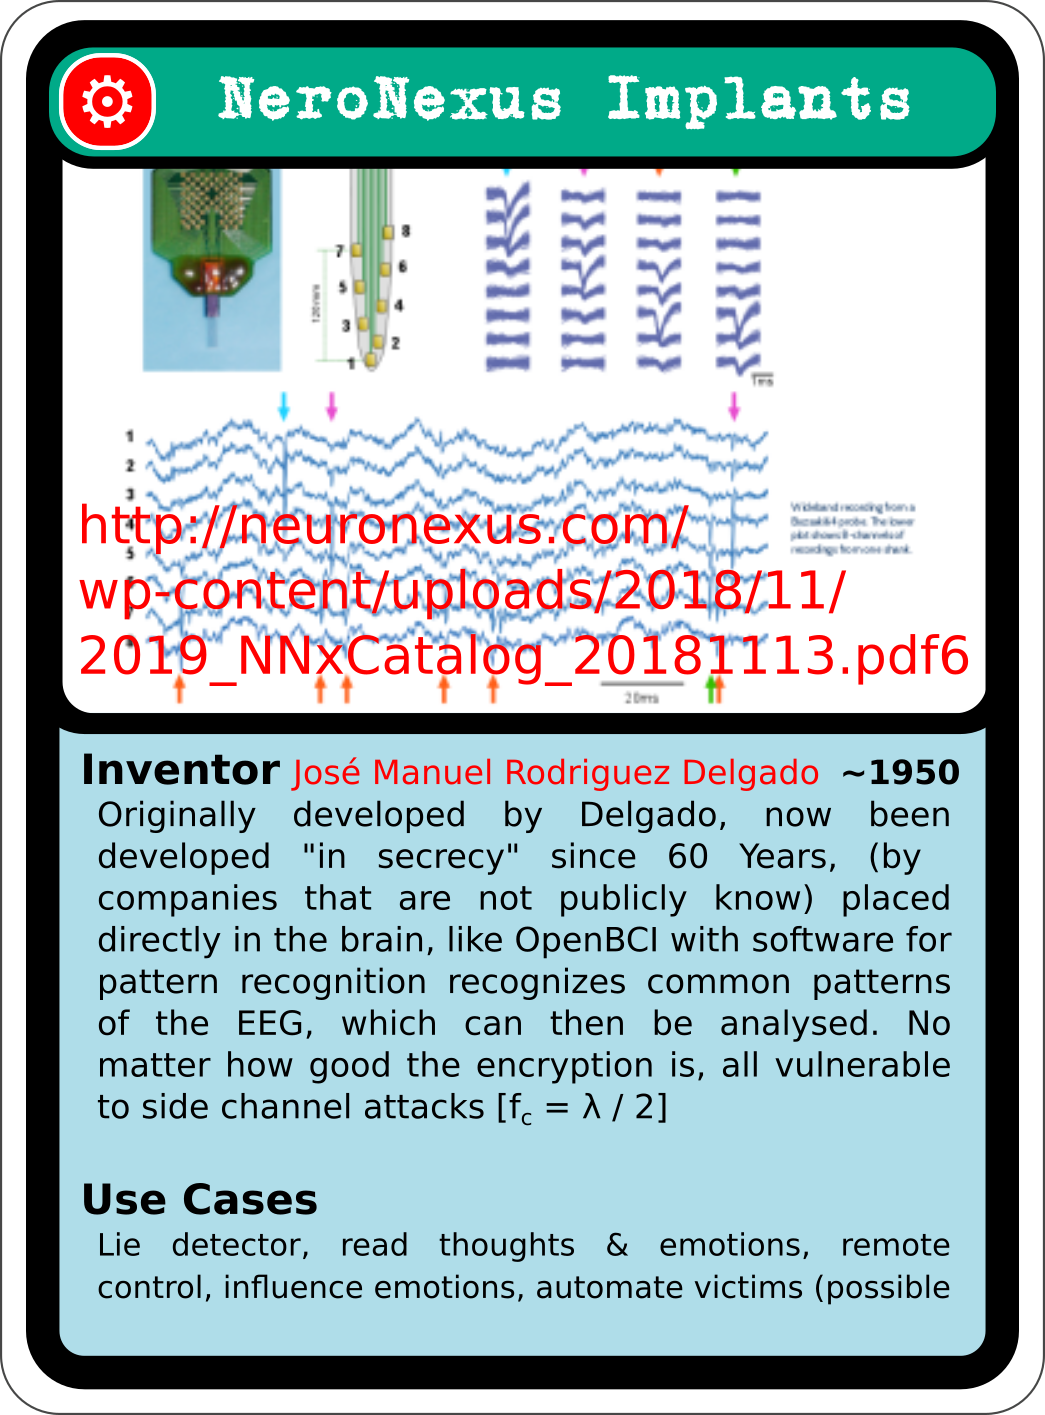 NeroNexus Implants
8
7
6
5
4
3
2
1
120mm
1ms
1
2
3
4
5
Wideband recording from a
Buzsaki64 probe. The lower
plot shows 8-channels of
recordings from one shank.
http://neuronexus.com/
wp-content/uploads/2018/11/
2019_NNxCatalog_20181113.pdf6
20ms
Inventor José Manuel Rodriguez Delgado ~1950
Originally developed by Delgado, now been
developed "in secrecy" since 60 Years, (by
companies that are not publicly know) placed
directly in the brain, like OpenBCI with software for
pattern recognition recognizes common patterns
of the EEG, which can then be analysed. No
matter how good the encryption is, all vulnerable
to side channel attacks [fc = λ / 2]
Use Cases
Lie detector, read thoughts & emotions, remote
control, influence emotions, automate victims (possible